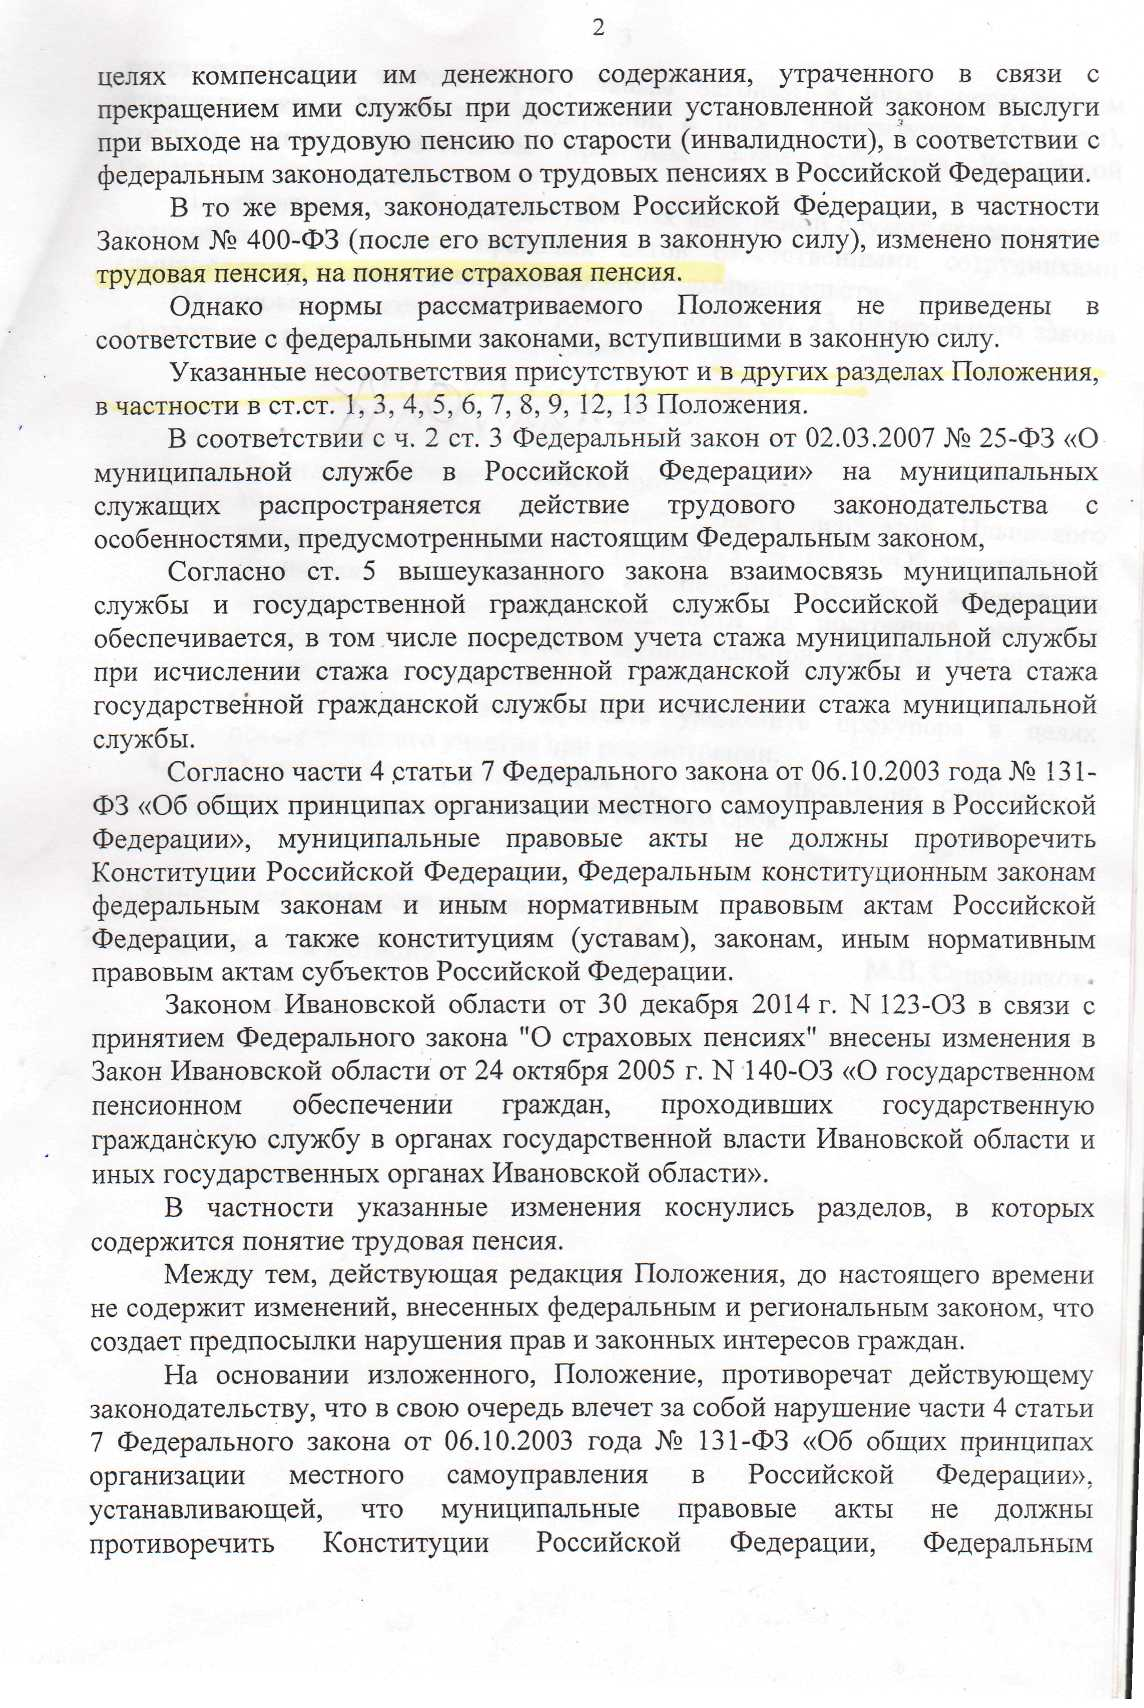 2
целях компенсации им денежного содержания, утраченного в связи с
прекращением ими службы при достижении установленной законом выслуги
при выходе на трудовую пенсию по старости (инвалидности), в соответствии с
федеральным законодательством о трудовых пенсиях в Российской Федерации.
В то же время, законодательством Российской Федерации, в частности
Законом № 400-ФЗ (после его вступления в законную силу), изменено понятие
трудовая пенсия, на понятие страховая пенсия.
Однако нормы рассматриваемого Положения не приведены в
соответствие с федеральными законами, вступившими в законную силу.
Указанные несоответствия присутствуют и в других разделах Положения,
в частности в ст.ст. 1, 3, 4, 5, 6, 7, 8, 9, 12, 13 Положения.
В соответствии с ч. 2 ст. 3 Федеральный закон от 02.03.2007 № 25-ФЗ «О
муниципальной службе в Российской Федерации» на муниципальных
служащих распространяется действие трудового законодательства с
особенностями, предусмотренными настоящим Федеральным законом,
Согласно ст. 5 вышеуказанного закона взаимосвязь муниципальной
службы и государственной гражданской службы Российской Федерации
обеспечивается, в том числе посредством учета стажа муниципальной службы
при исчислении стажа государственной гражданской службы и учета стажа
государственной гражданской службы при исчислении стажа муниципальной
службы.
Согласно части 4 статьи 7 Федерального закона от 06.10.2003 года № 131-
ФЗ «Об общих принципах организации местного самоуправления в Российской
Федерации», муниципальные правовые акты не должны противоречить
Конституции Российской Федерации, Федеральным конституционным законам
федеральным законам и иным нормативным правовым актам Российской
Федерации, а также конституциям (уставам), законам, иным нормативным
правовым актам субъектов Российской Федерации.
Законом Ивановской области от 30 декабря 2014 г. N 123-ОЗ в связи с
принятием Федерального закона "О страховых пенсиях" внесены изменения в
Закон Ивановской области от 24 октября 2005 г. N 140-ОЗ «О государственном
пенсионном обеспечении граждан, проходивших государственную
гражданскую службу в органах государственной власти Ивановской области и
иных государственных органах Ивановской области».
В частности указанные изменения коснулись разделов, в которых
содержится понятие трудовая пенсия.
Между тем, действующая редакция Положения, до настоящего времени
не содержит изменений, внесенных федеральным и региональным законом, что
создает предпосылки нарушения прав и законных интересов граждан.
На основании изложенного, Положение, противоречат действующему
законодательству, что в свою очередь влечет за собой нарушение части 4 статьи
7 Федерального закона от 06.10.2003 года № 131-ФЗ «Об общих принципах
организации местного самоуправления в Российской Федерации»,
устанавливающей, что муниципальные правовые акты не должны
противоречить Конституции Российской Федерации, Федеральным